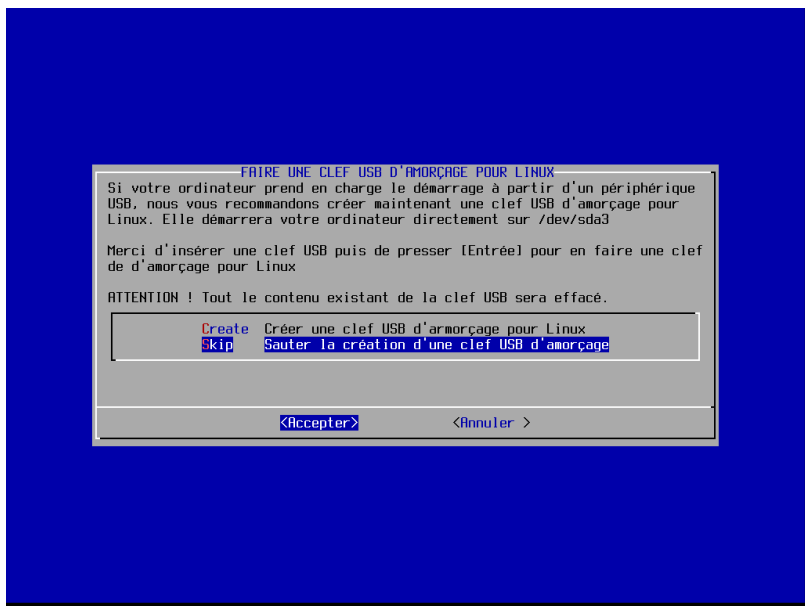 FAIRE UNE CLEF USB D'AMORÇAGE POUR LINUX
Si votre ordinateur prend en charge le démarrage à partir d'un périphérique
USB, nous vous recommandons créer maintenant une clef USB d'amorçage pour
Linux. Elle démarrera votre ordinateur directement sur /dev/sda3
Merci d'insérer une clef USB puis de presser [Entrée] pour en faire une clef
de d'amorçage pour Linux
ATTENTION ! Tout le contenu existant de la clef USB sera effacé.
Create Créer une clef USB d'armorçage pour Linux
Skip Sauter la création d'une clef USB d'amorçage
<Accepter> <Annuler >